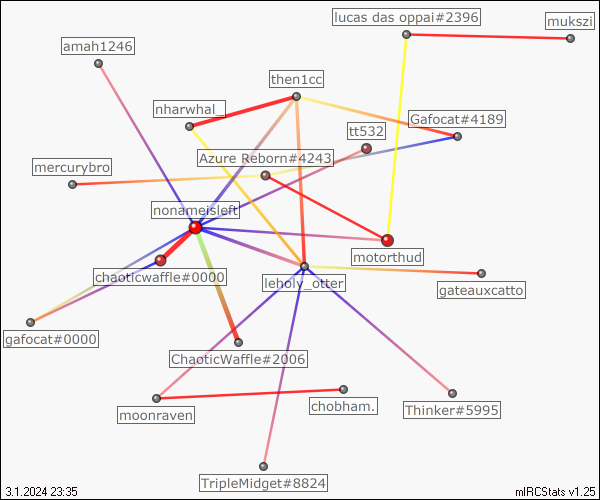 lucas das oppai#2396
mukszi
amah1246
then1cc
nharwhal_
Gafocat#4189
tt532
Azure Reborn#4243
mercurybro
nonameisleft
motorthud
chaoticwaffle#0000
leholy_otter
gateauxcatto
gafocat#0000
ChaoticWaffle#2006
moonraven
chobham.
Thinker#5995
TripleMidget#8824
3.1.2024 23:35
mIRCStats v1.25